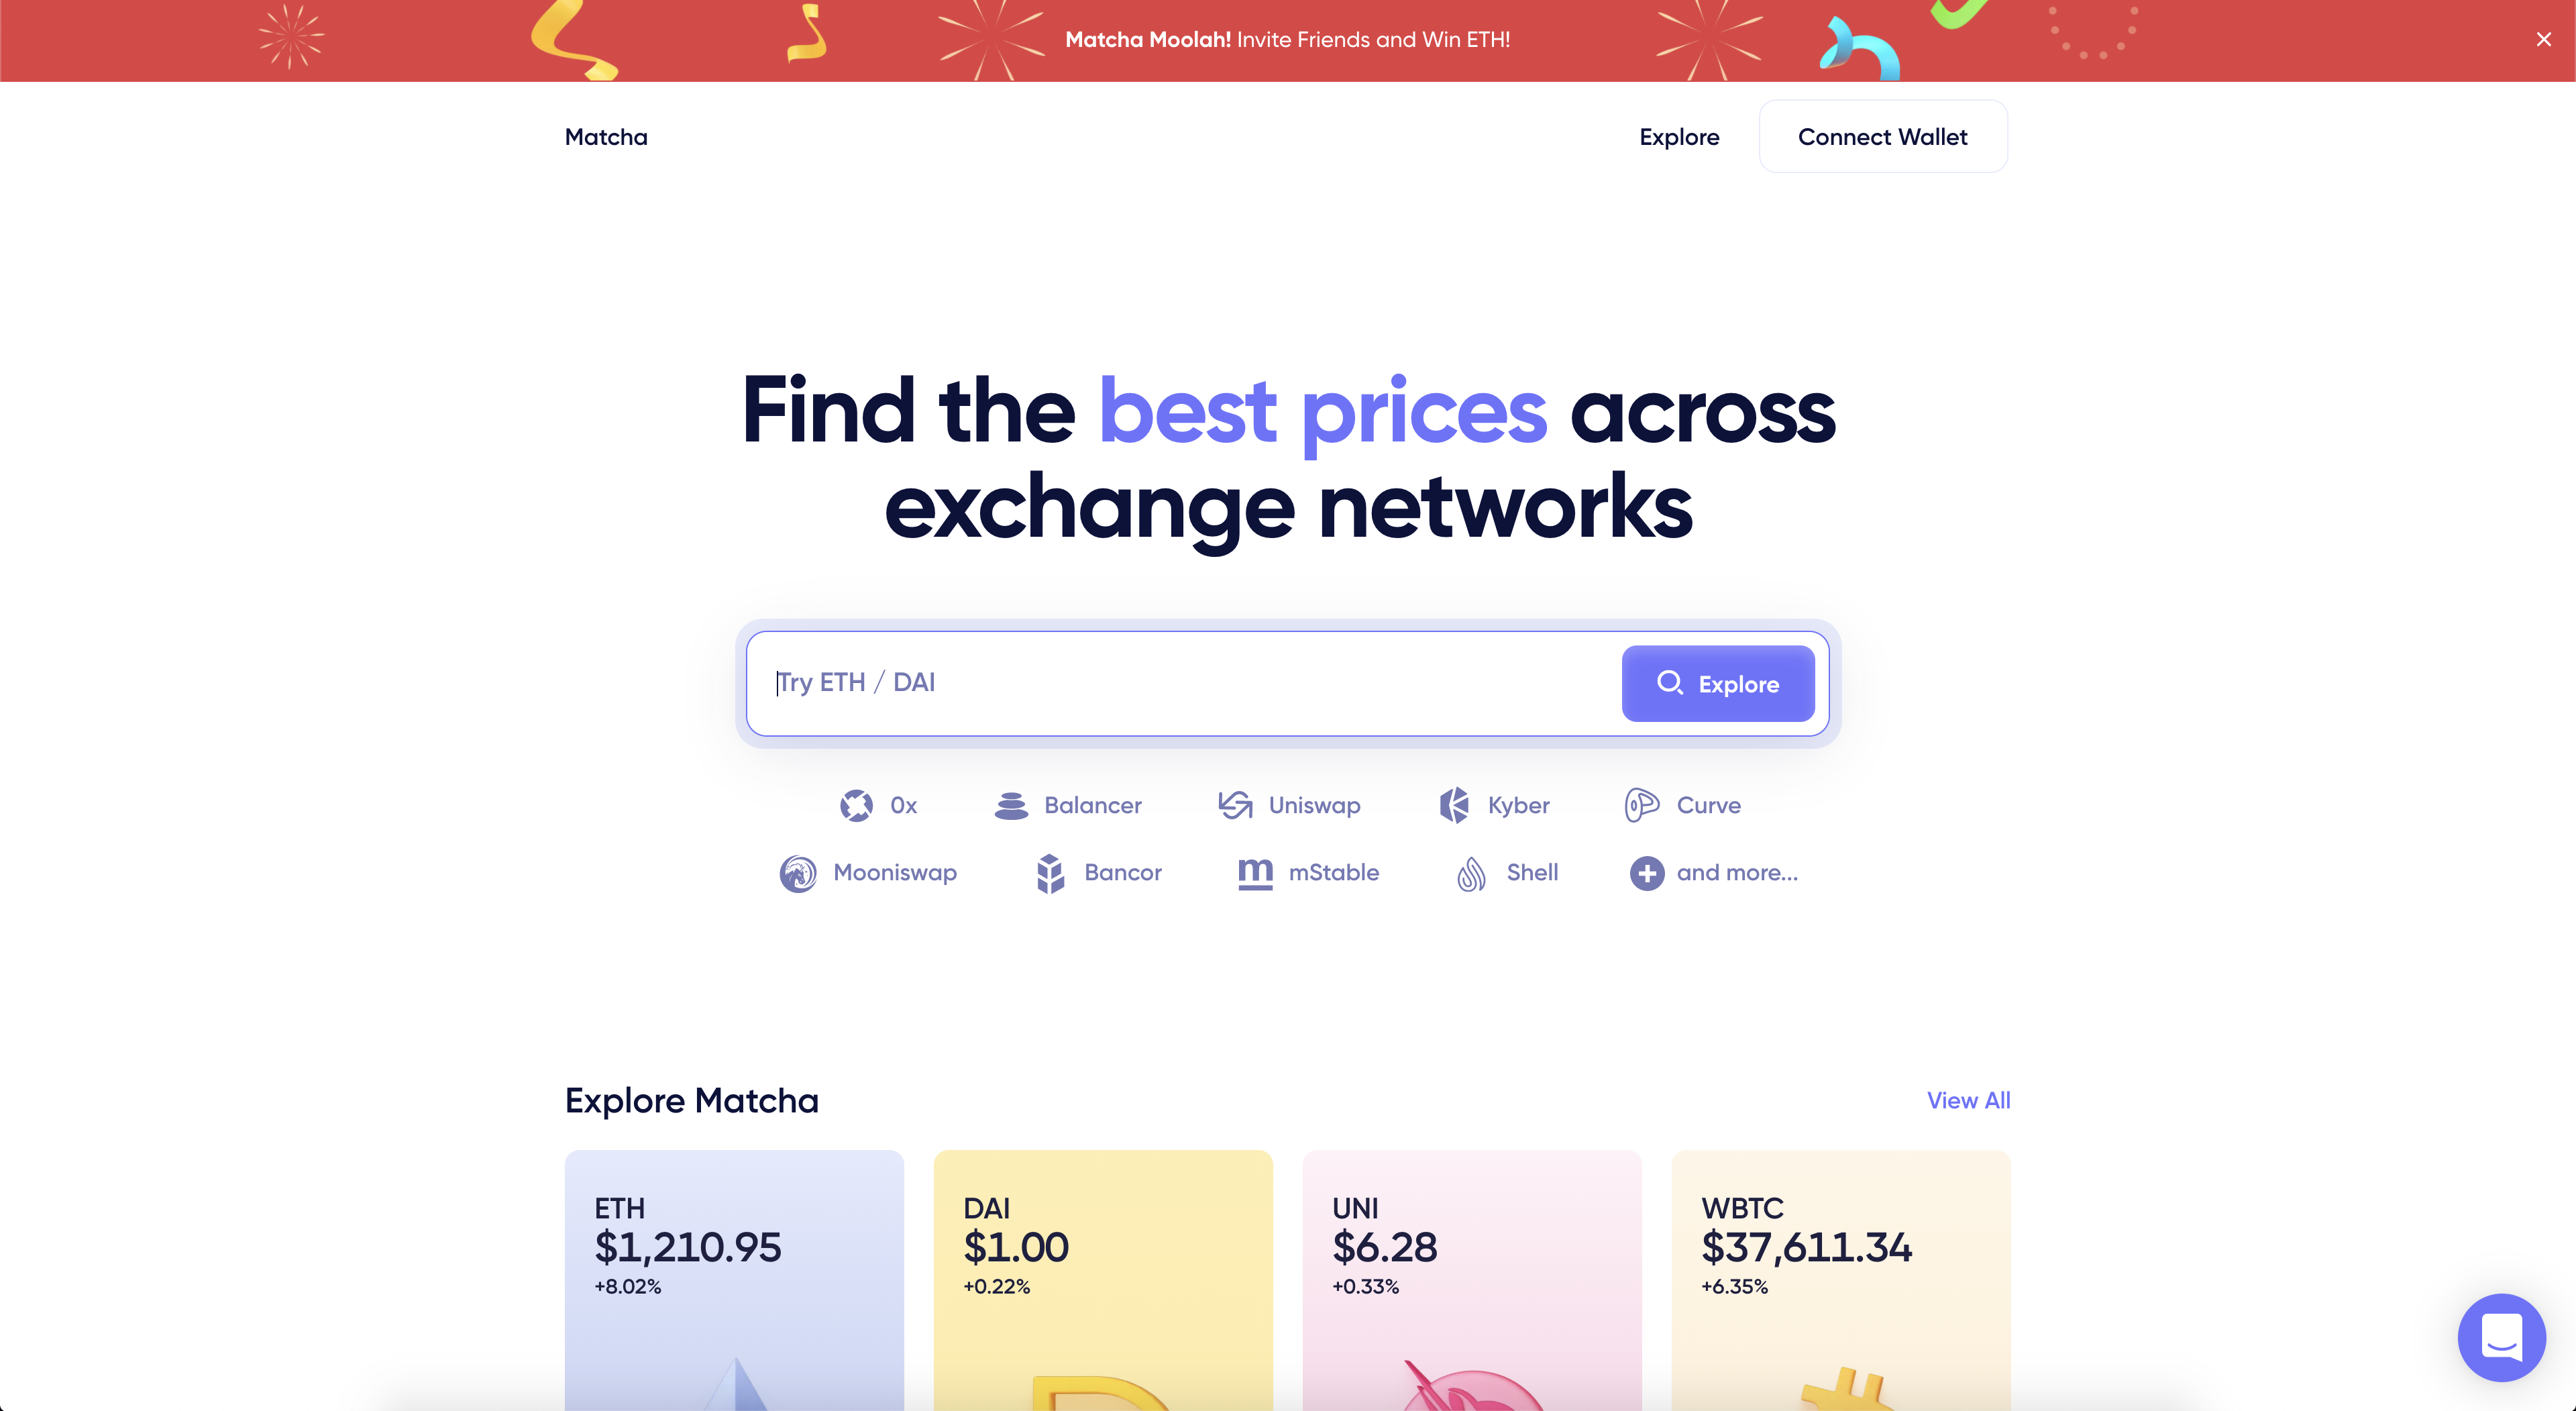 Matcha Moolah! Invite Friends and Win ETH!
Matcha
Explore
Connect Wallet
Find the best prices across
exchange networks
Try ETH / DAI
Explore
0x
Balancer
Uniswap
Kyber
Curve
Mooniswap
Bancor
m mStable
Shell
and more...
Explore Matcha
View All
ETH
$1,210.95
+8.02%
DAI
$1.00
+0.22%
UNI
$6.28
+0.33%
WBTC
$37,611.34
+6.35%